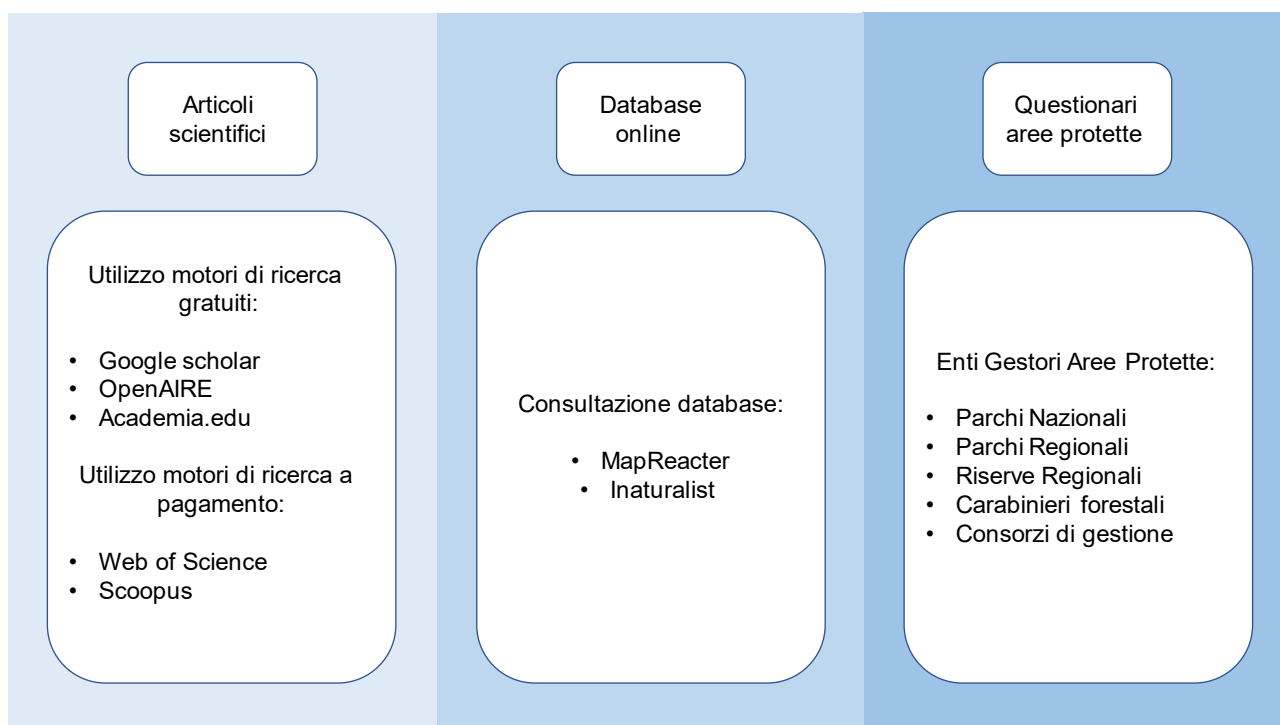 Articoli
scientifici
Utilizzo motori di ricerca
gratuiti:
• Google scholar
• OpenAIRE
• Academia.edu
Utilizzo motori di ricerca a
pagamento:
• Web of Science
• Scoopus
Database
online
Consultazione database:
• MapReacter
• Inaturalist
Questionari
aree protette
Enti Gestori Aree Protette:
• Parchi Nazionali
• Parchi Regionali
• Riserve Regionali
• Carabinieri forestali
• Consorzi di gestione